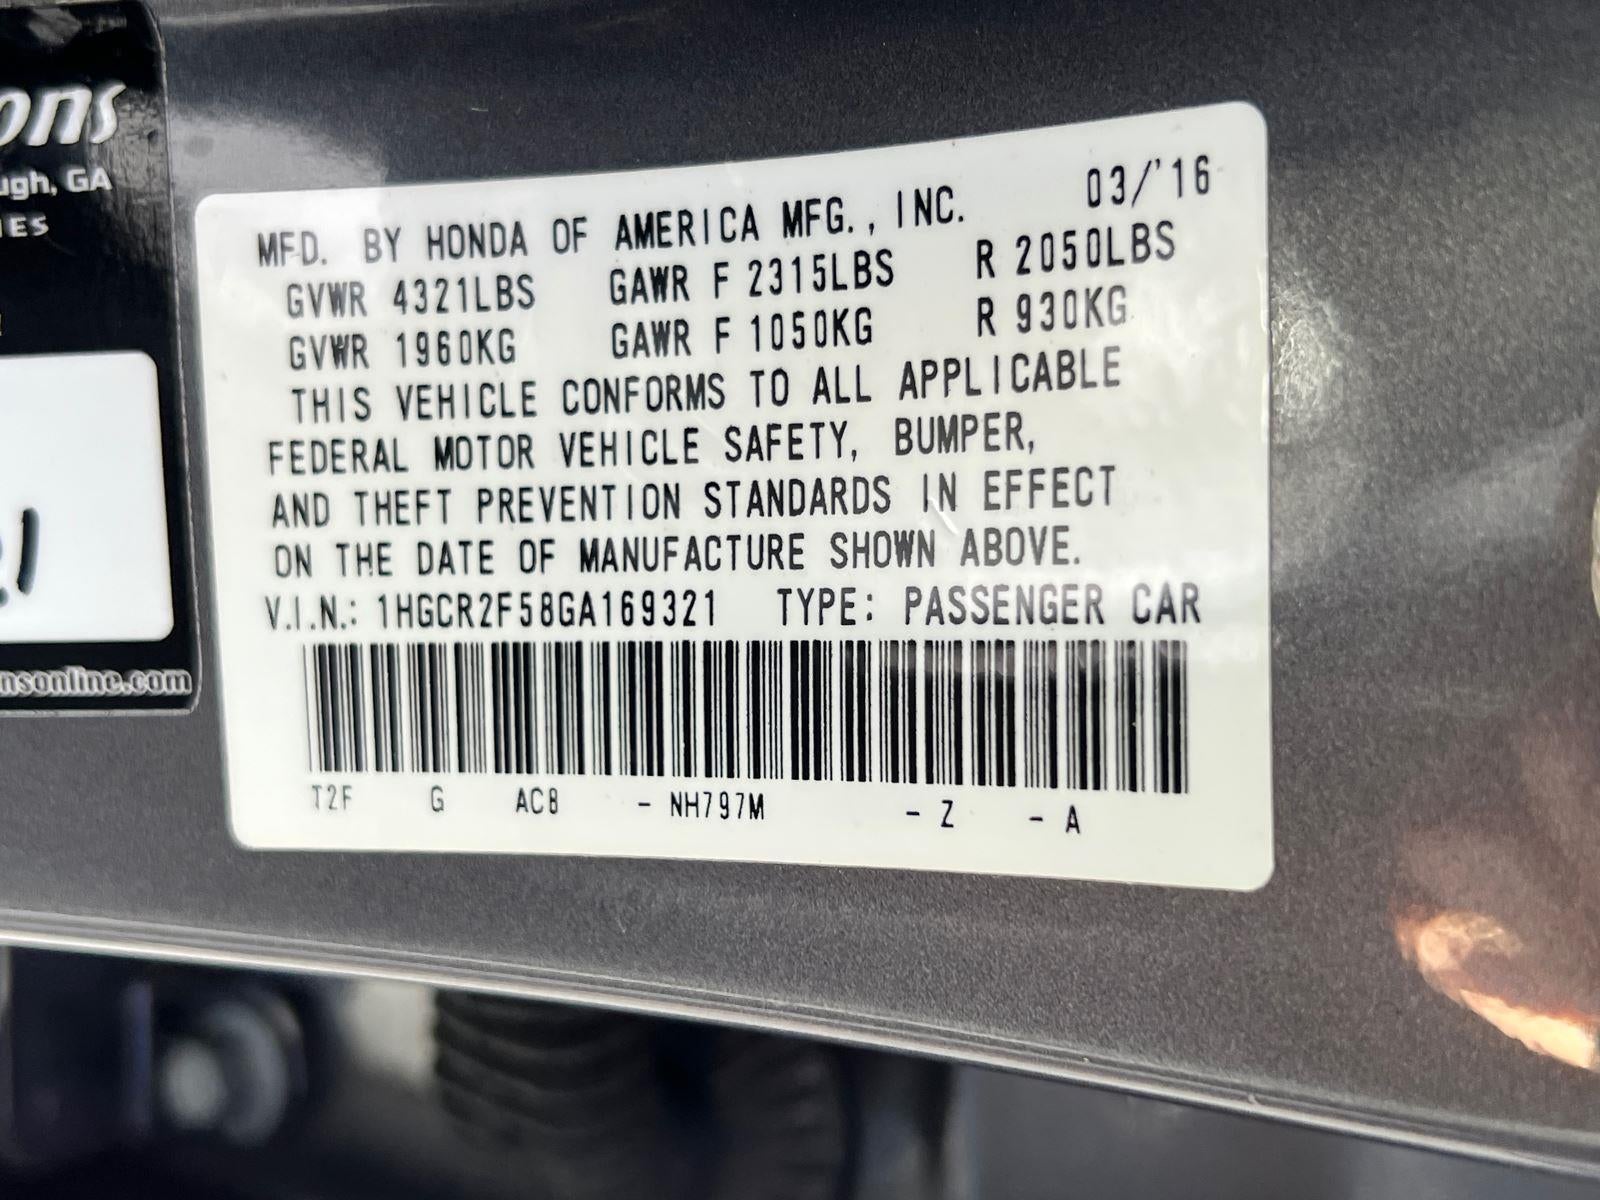 ons
ugh, GA
IES
MFD. BY HONDA OF AMERICA MFG., INC. 03/'16
GVWR 4321LBS GAWR F 2315LBS R 2050LBS
GVWR 1960KG GAWR F 1050KG R 930KG
THIS VEHICLE CONFORMS TO ALL APPLICABLE
FEDERAL MOTOR VEHICLE SAFETY, BUMPER,
AND THEFT PREVENTION STANDARDS IN EFFECT
ON THE DATE OF MANUFACTURE SHOWN ABOVE.
V.I.N.: 1HGCR2F58GA169321 TYPE: PASSENGER CAR
T2F G AC8 - NH797M - Z - A
nsonline.com